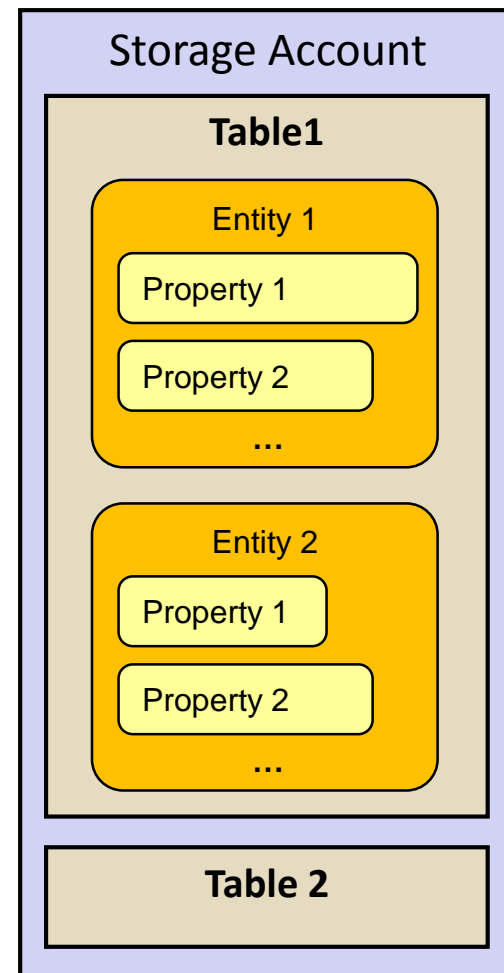 Storage Account
Table1
Entity 1
Property 1
Property 2
...
Entity 2
Property 1
Property 2
...
Table 2